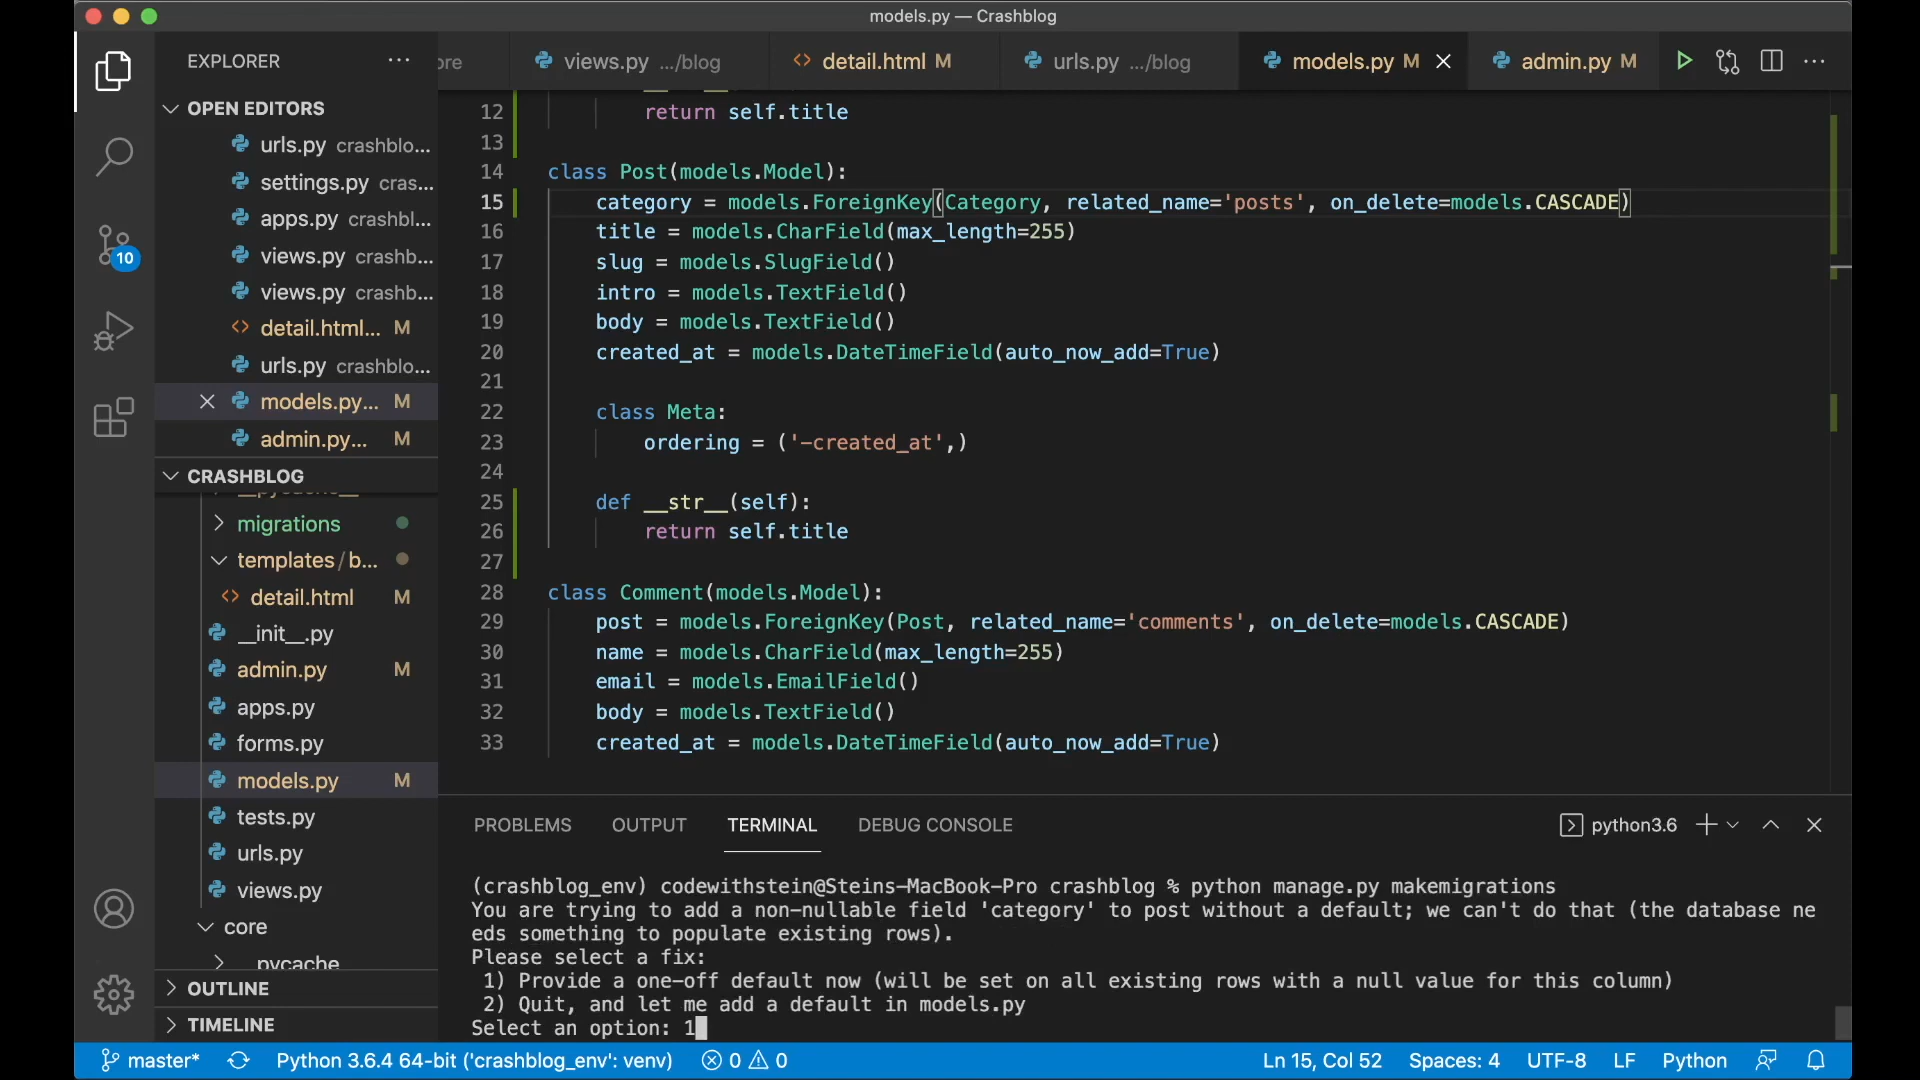 models.py — Crashblog
EXPLORER
ore
views.py .../blog
detail.html M
urls.py .../blog
models.py M
admin.py M
OPEN EDITORS
urls.py crashblo...
settings.py cras...
apps.py crashbl...
views.py crashb...
views.py crashb...
detail.html... M
urls.py crashblo...
models.py... M
admin.py... M
CRASHBLOG
__pycache__
migrations
templates/b...
detail.html M
__init__.py
admin.py M
apps.py
forms.py
models.py M
tests.py
urls.py
views.py
core
__pycache__
OUTLINE
TIMELINE
10
12 return self.title
13
14 class Post(models.Model):
15 category = models.ForeignKey(Category, related_name='posts', on_delete=models.CASCADE)
16 title = models.CharField(max_length=255)
17 slug = models.SlugField()
18 intro = models.TextField()
19 body = models.TextField()
20 created_at = models.DateTimeField(auto_now_add=True)
21
22 class Meta:
23 ordering = ('-created_at',)
24
25 def __str__(self):
26 return self.title
27
28 class Comment(models.Model):
29 post = models.ForeignKey(Post, related_name='comments', on_delete=models.CASCADE)
30 name = models.CharField(max_length=255)
31 email = models.EmailField()
32 body = models.TextField()
33 created_at = models.DateTimeField(auto_now_add=True)
PROBLEMS OUTPUT TERMINAL DEBUG CONSOLE python3.6
(crashblog_env) codewithstein@Steins-MacBook-Pro crashblog % python manage.py makemigrations
You are trying to add a non-nullable field 'category' to post without a default; we can't do that (the database ne
eds something to populate existing rows).
Please select a fix:
1) Provide a one-off default now (will be set on all existing rows with a null value for this column)
2) Quit, and let me add a default in models.py
Select an option: 1
master* Python 3.6.4 64-bit ('crashblog_env': venv) 0 0 Ln 15, Col 52 Spaces: 4 UTF-8 LF Python